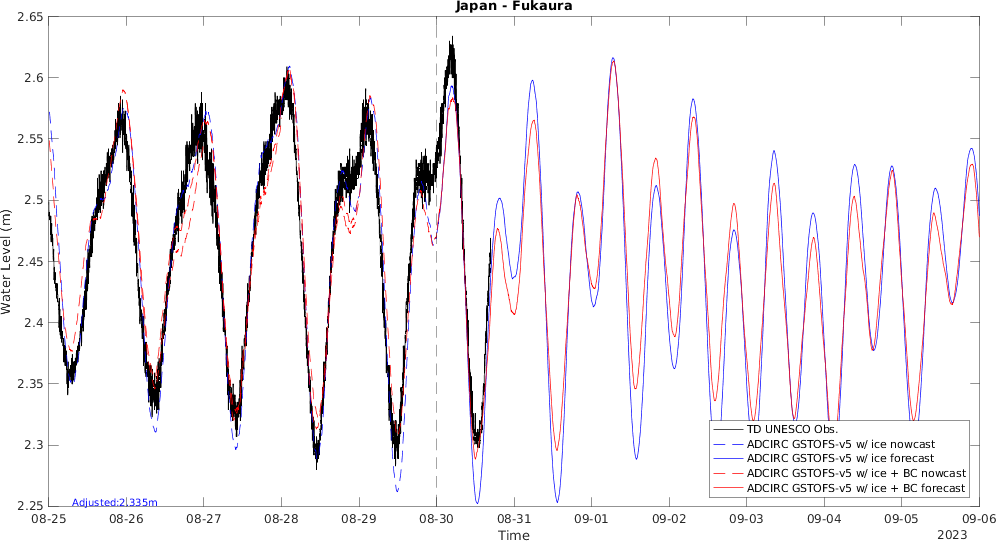 Japan - Fukaura
Water Level (m)
2.65
2.6
2.55
2.5
2.45
2.4
2.35
2.3
2.25
TD UNESCO Obs.
ADCIRC GSTOFS-v5 w/ ice nowcast
ADCIRC GSTOFS-v5 w/ ice forecast
ADCIRC GSTOFS-v5 w/ ice + BC nowcast
ADCIRC GSTOFS-v5 w/ ice + BC forecast
Adjusted:2.335m
08-25 08-26 08-27 08-28 08-29 08-30 08-31 09-01 09-02 09-03 09-04 09-05 09-06
Time
2023